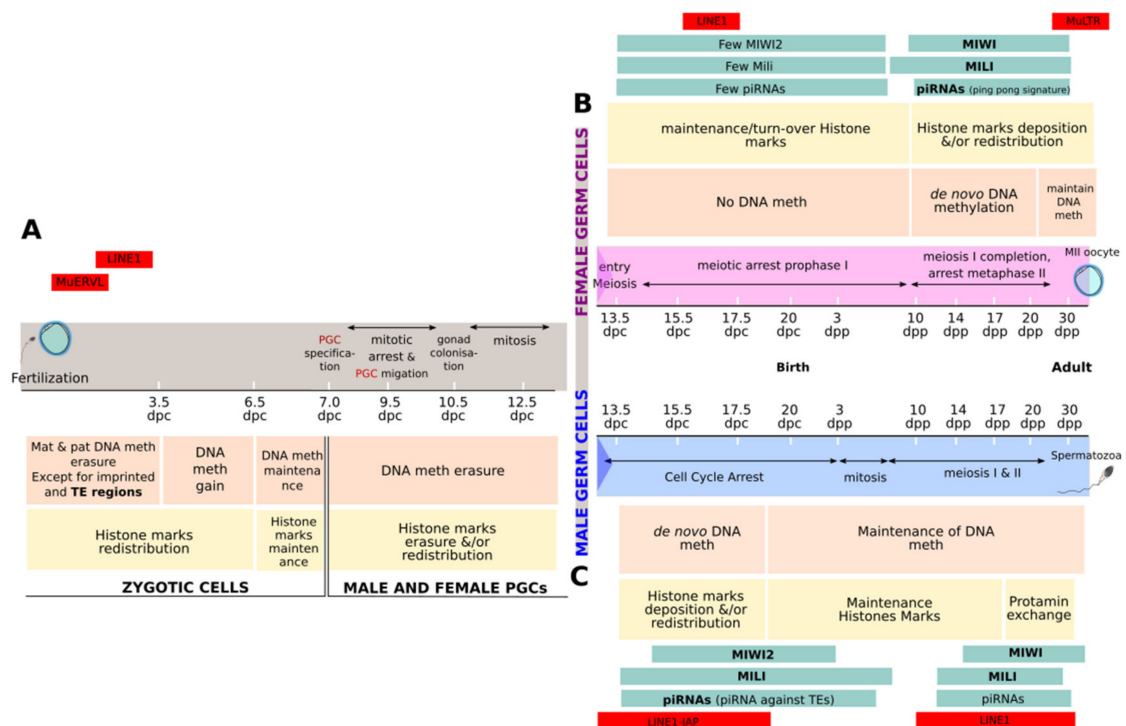 A
LINE1
MuERVL
Fertilization
PGC
specifica-
tion
mitotic
arrest &
PGC migation
gonad
colonisa-
tion
mitosis
3.5
dpc
6.5
dpc
7.0
dpc
9.5
dpc
10.5
dpc
12.5
dpc
Mat & pat DNA meth
erasure
Except for imprinted
and TE regions
DNA
meth
gain
DNA meth
maintena
nce
DNA meth erasure
Histone marks
redistribution
Histone
marks
mainten
ance
Histone marks
erasure &/or
redistribution
ZYGOTIC CELLS
MALE AND FEMALE PGCs
B
FEMALE GERM CELLS
LINE1
MuLTR
Few MIWI2
MIWI
Few Mili
MILI
Few piRNAs
piRNAs (ping pong signature)
maintenance/turn-over Histone
marks
Histone marks deposition
&/or redistribution
No DNA meth
de novo DNA
methylation
maintain
DNA
meth
entry
Meiosis
meiotic arrest prophase I
meiosis I completion,
arrest metaphase II
MII oocyte
13.5
dpc
15.5
dpc
17.5
dpc
20
dpc
3
dpp
10
dpp
14
dpp
17
dpp
20
dpp
30
dpp
Birth
Adult
MALE GERM CELLS
13.5
dpc
15.5
dpc
17.5
dpc
20
dpc
3
dpp
10
dpp
14
dpp
17
dpp
20
dpp
30
dpp
Cell Cycle Arrest
mitosis
meiosis I & II
Spermatozoa
C
de novo DNA
meth
Maintenance of DNA
meth
Histone marks
deposition &/or
redistribution
Maintenance
Histones Marks
Protamin
exchange
MIWI2
MIWI
MILI
MILI
piRNAs (piRNA against TEs)
piRNAs
LINE1-IAP
LINE1